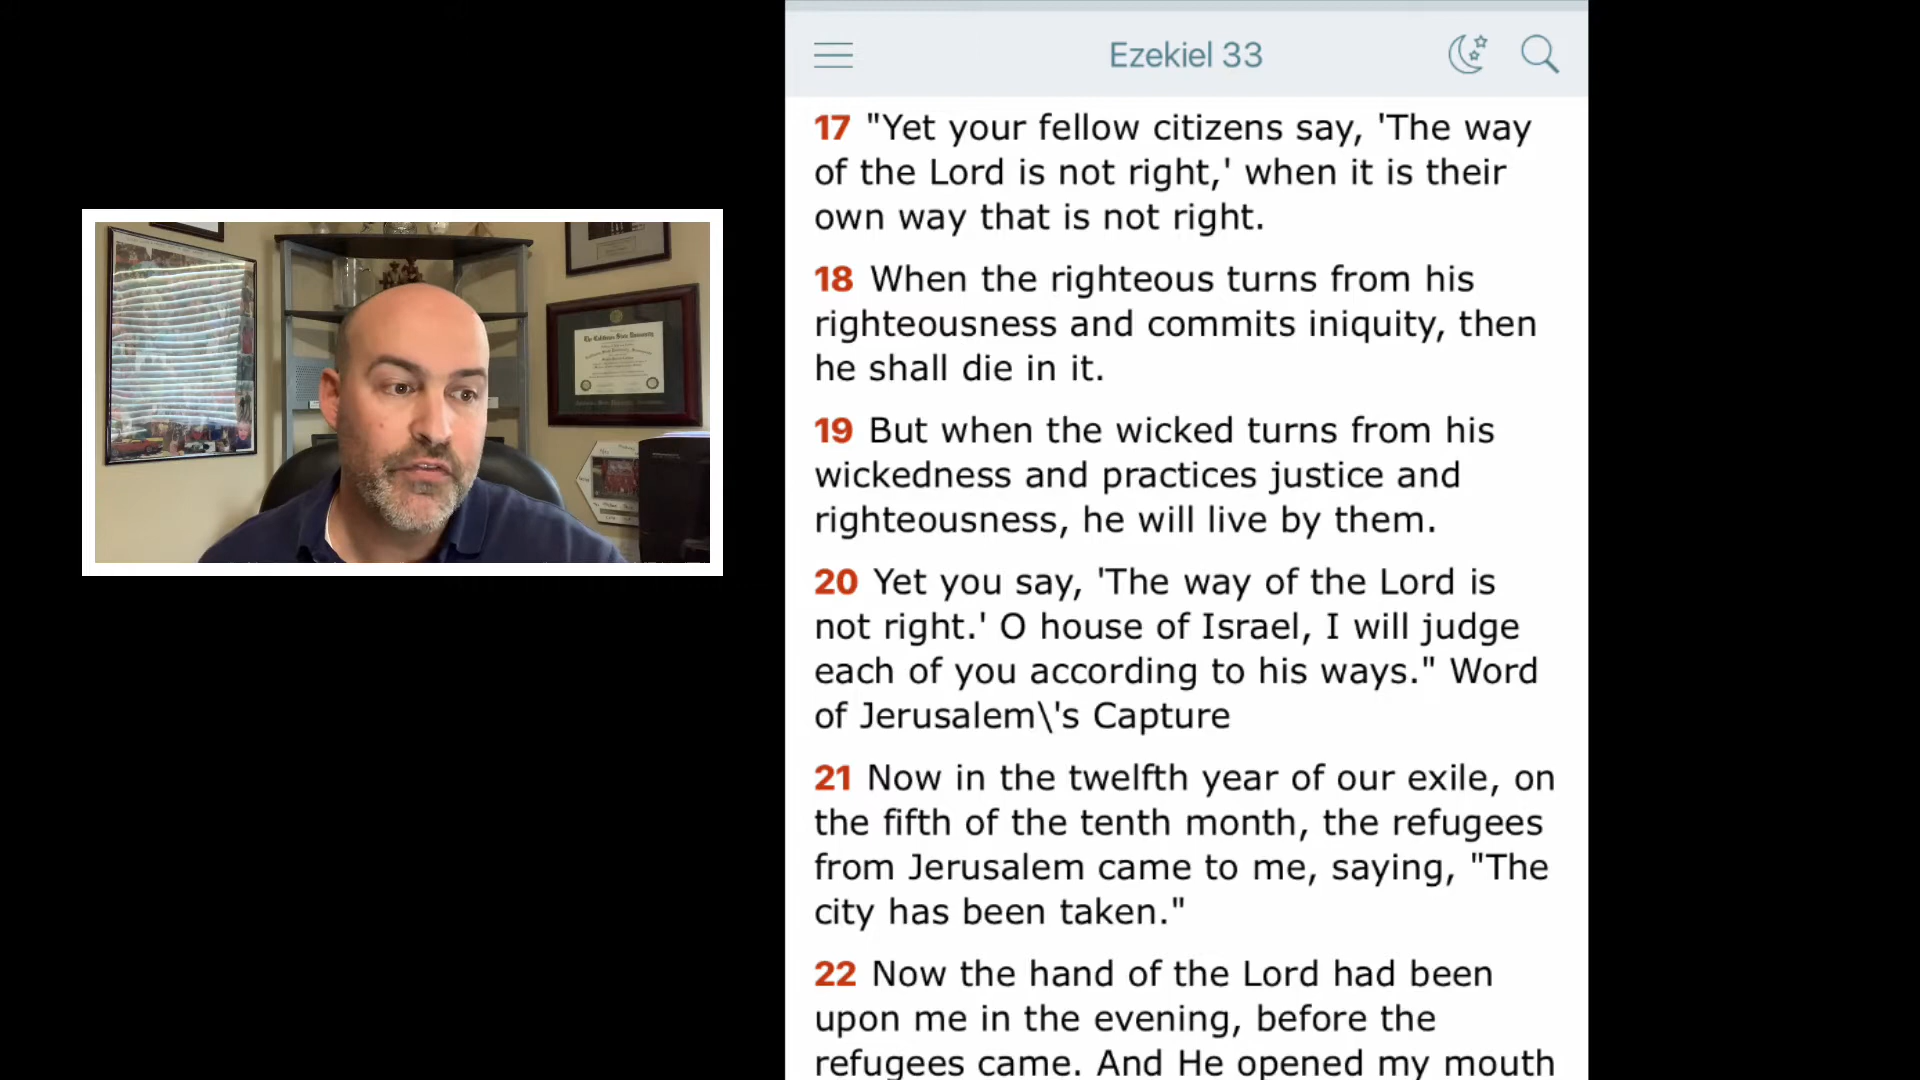 Ezekiel 33
17 "Yet your fellow citizens say, 'The way
of the Lord is not right,' when it is their
own way that is not right.
18 When the righteous turns from his
righteousness and commits iniquity, then
he shall die in it.
19 But when the wicked turns from his
wickedness and practices justice and
righteousness, he will live by them.
20 Yet you say, 'The way of the Lord is
not right.' O house of Israel, I will judge
each of you according to his ways." Word
of Jerusalem\'s Capture
21 Now in the twelfth year of our exile, on
the fifth of the tenth month, the refugees
from Jerusalem came to me, saying, "The
city has been taken."
22 Now the hand of the Lord had been
upon me in the evening, before the
refugees came. And He opened my mouth
The California State University